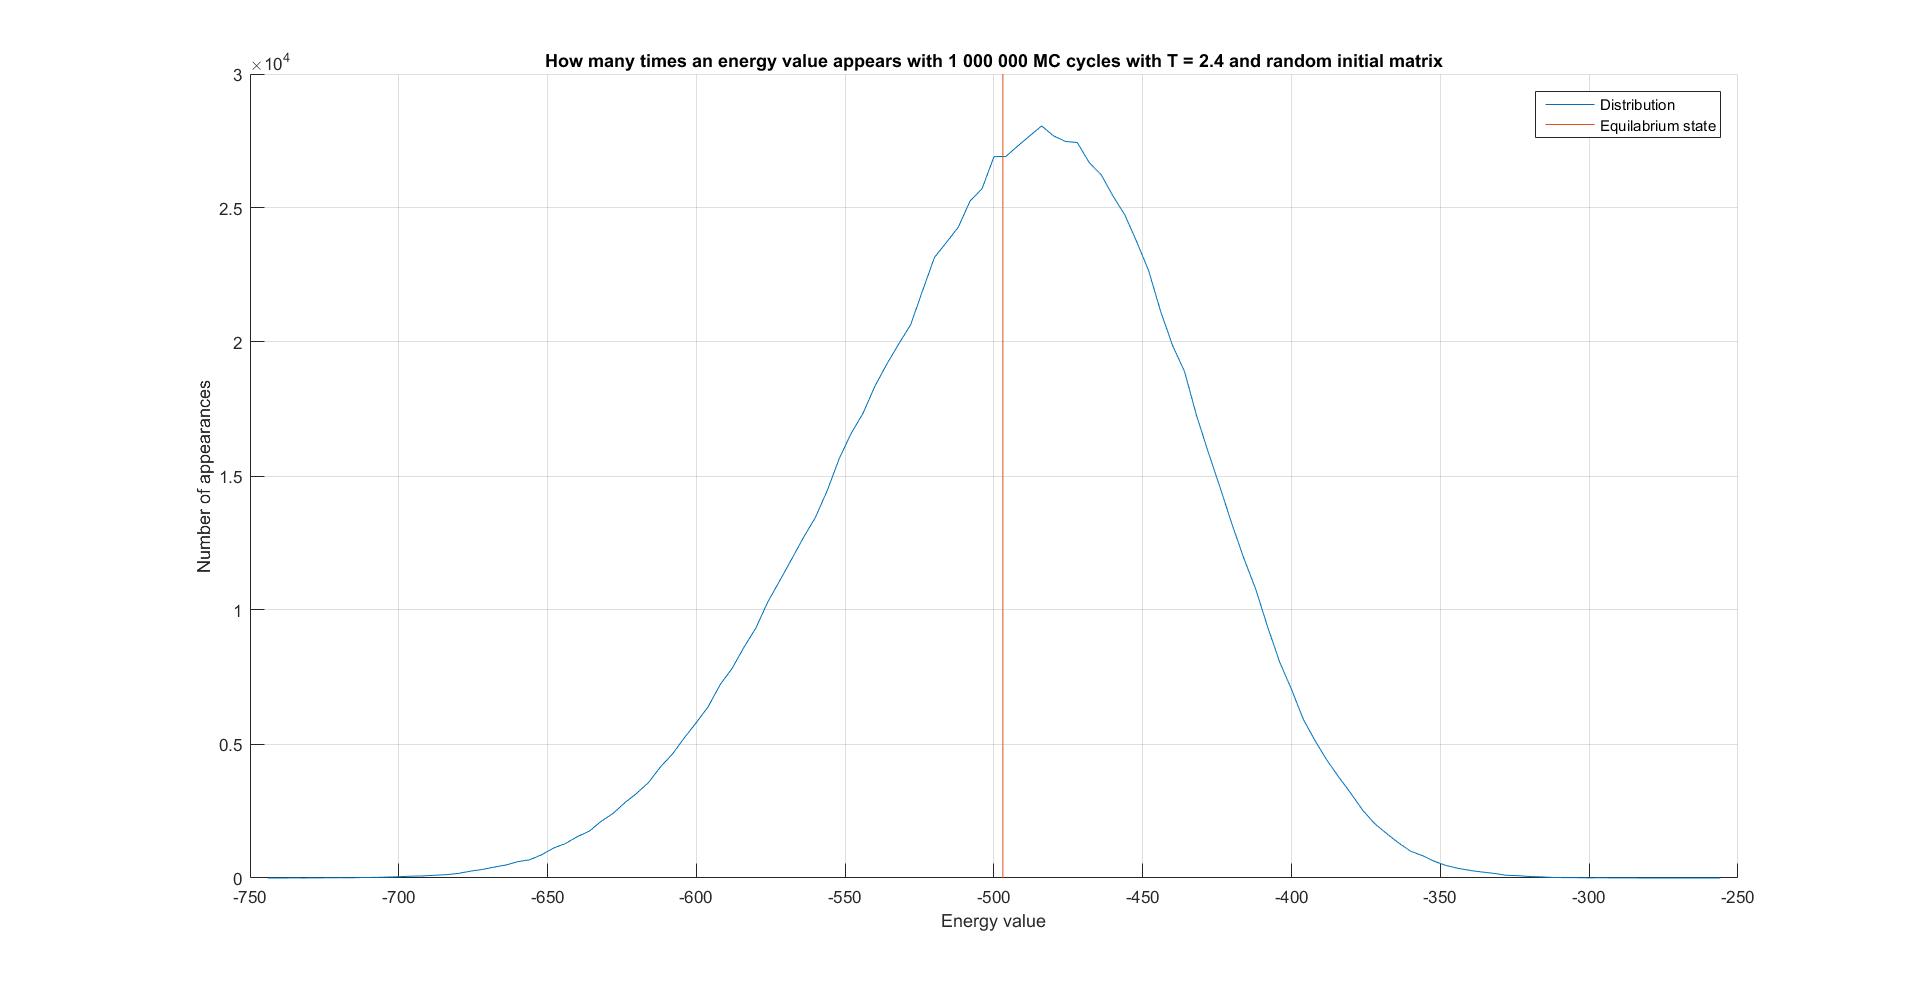 How many times an energy value appears with 1 000 000 MC cycles with T = 2.4 and random initial matrix
×10^4
3
2.5
2
1.5
1
0.5
0
Number of appearances
Distribution
Equilabrium state
-750 -700 -650 -600 -550 -500 -450 -400 -350 -300 -250
Energy value